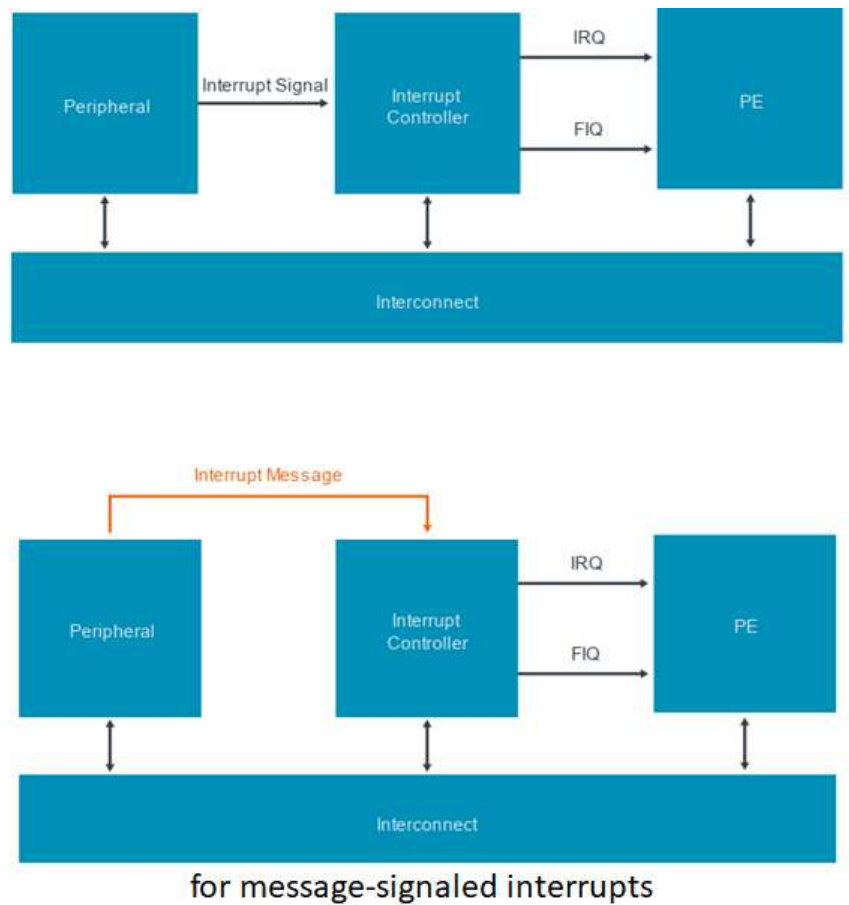 IRQ
Interrupt Signal
Peripheral
Interrupt
Controller
PE
FIQ
Interconnect
Interrupt Message
IRQ
Peripheral
Interrupt
Controller
PE
FIQ
Interconnect
for message-signaled interrupts